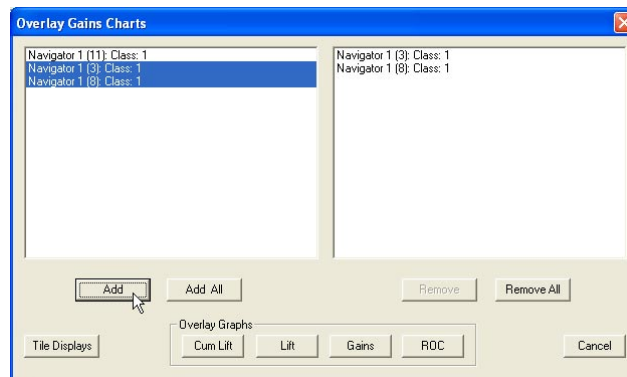 Overlay Gains Charts
Navigator 1 (11): Class: 1
Navigator 1 (3): Class: 1
Navigator 1 (8): Class: 1
Navigator 1 (3): Class: 1
Navigator 1 (8): Class: 1
Add
Add All
Remove
Remove All
Overlay Graphs
Tile Displays
Cum Lift
Lift
Gains
ROC
Cancel